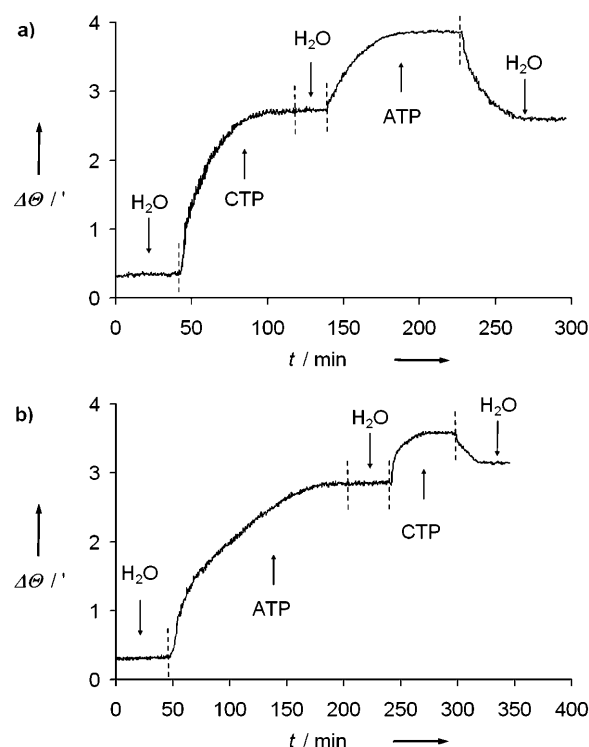 a)
4
3
2
1
0
ΔΘ / '
H₂O
CTP
H₂O
ATP
H₂O
0 50 100 150 200 250 300
t / min
b)
4
3
2
1
0
ΔΘ / '
H₂O
ATP
H₂O
CTP
H₂O
0 50 100 150 200 250 300 350 400
t / min